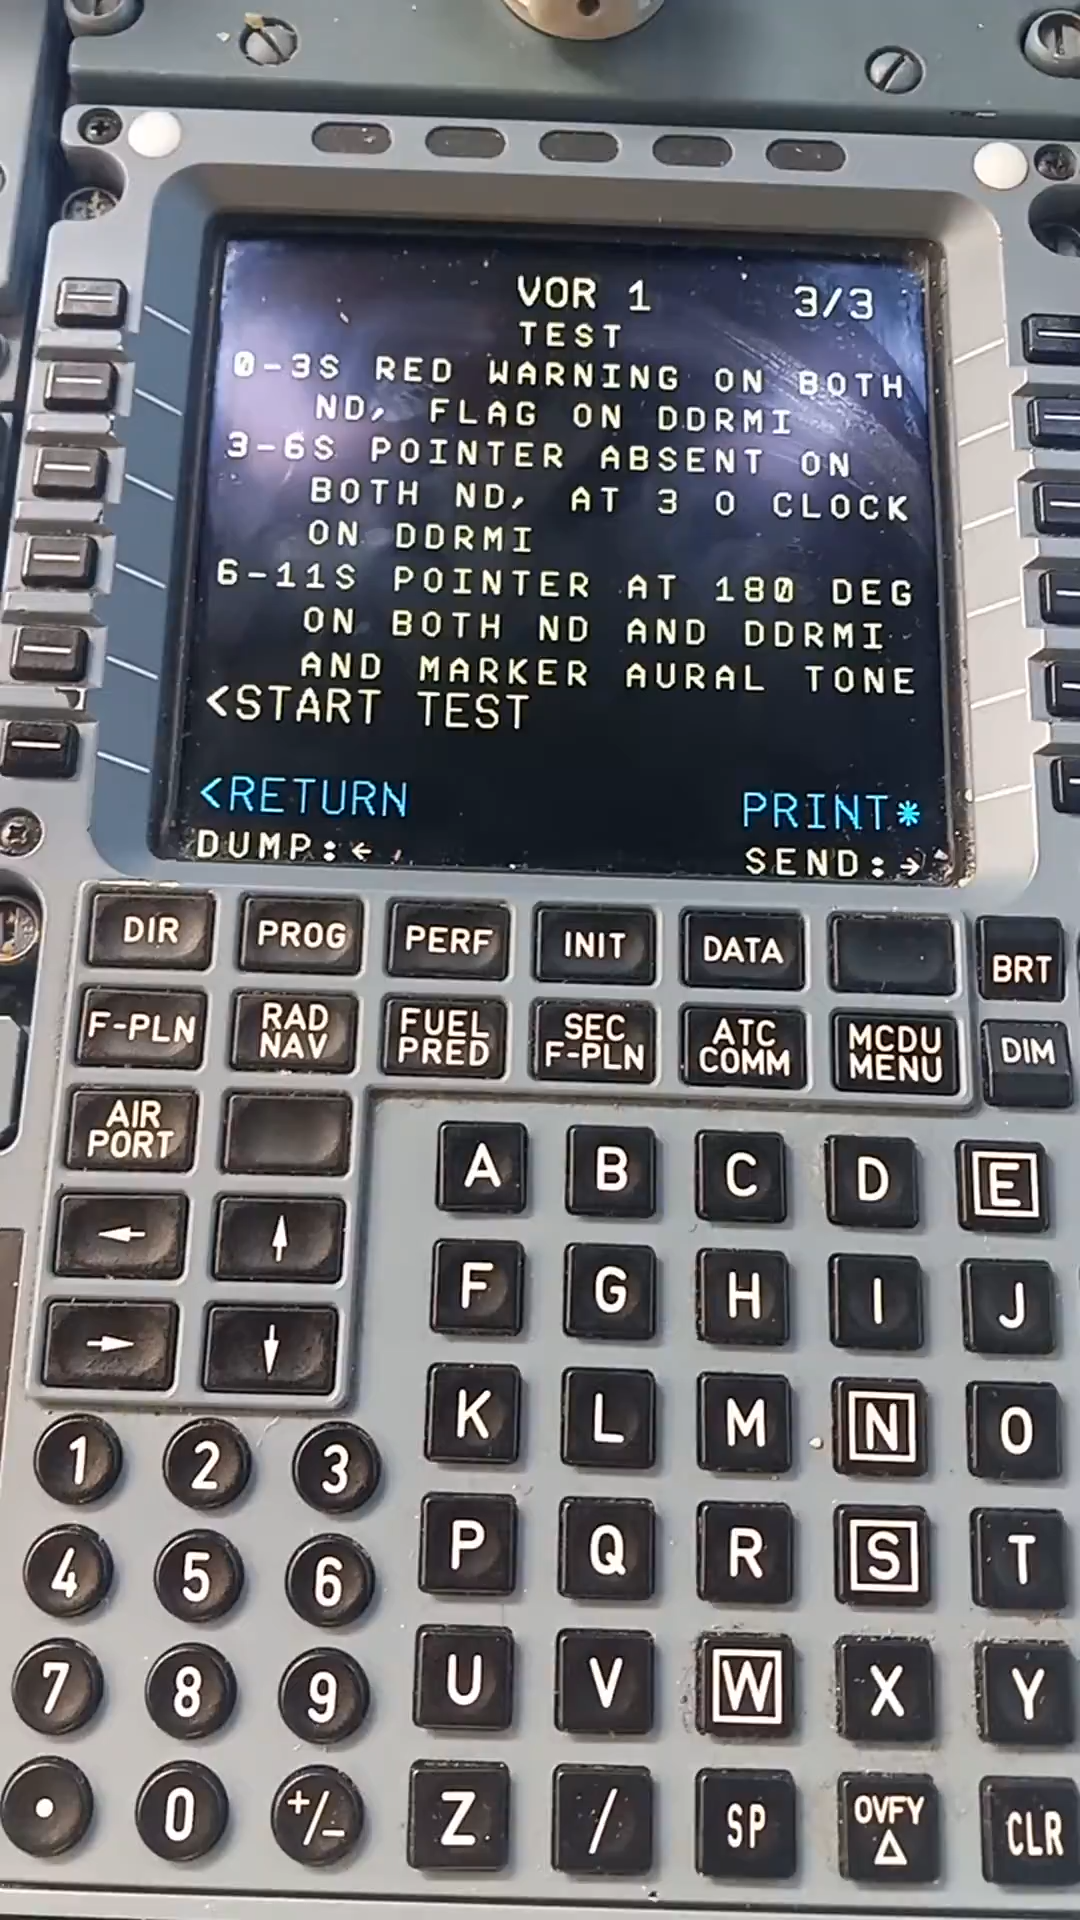 VOR 1 3/3
TEST
0-3S RED WARNING ON BOTH
ND, FLAG ON DDRMI
3-6S POINTER ABSENT ON
BOTH ND, AT 3 O CLOCK
ON DDRMI
6-11S POINTER AT 180 DEG
ON BOTH ND AND DDRMI
AND MARKER AURAL TONE
<START TEST
<RETURN PRINT*
DUMP:← SEND:→
DIR PROG PERF INIT DATA BRT
F-PLN RAD NAV FUEL PRED SEC F-PLN ATC COMM MCDU MENU DIM
AIR PORT
← ↑
→ ↓
A B C D E
F G H I J
K L M N O
1 2 3
P Q R S T
4 5 6
U V W X Y
7 8 9
Z / SP OVFY Δ CLR
. 0 +/-